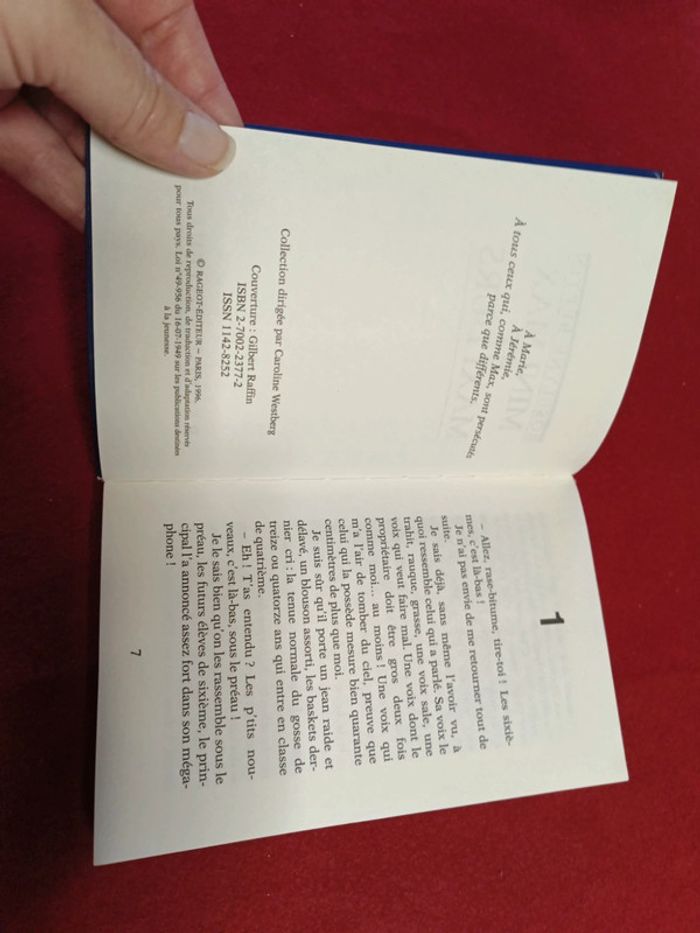 À Marie,
À Jérémie,
À tous ceux qui, comme Max, sont persécutés
parce que différents.
Collection dirigée par Caroline Westberg
Couverture : Gilbert Raffin
ISBN 2-7002-2377-2
ISSN 1142-8252
© RAGEOT-ÉDITEUR – PARIS, 1996.
Tous droits de reproduction, de traduction et d'adaptation réservés
pour tous pays. Loi n°49-956 du 16-07-1949 sur les publications destinées
à la jeunesse.
1
– Allez, rase-bitume, tire-toi ! Les sixiè-
mes, c'est là-bas !
Je n'ai pas envie de me retourner tout de
suite.
Je sais déjà, sans même l'avoir vu, à
quoi ressemble celui qui a parlé. Sa voix le
trahit, rauque, grasse, une voix sale, une
voix qui veut faire mal. Une voix dont le
propriétaire doit être gros deux fois
comme moi... au moins ! Une voix qui
m'a l'air de tomber du ciel, preuve que
celui qui la possède mesure bien quarante
centimètres de plus que moi.
Je suis sûr qu'il porte un jean raide et
délavé, un blouson assorti, les baskets der-
nier cri : la tenue normale du gosse de
treize ou quatorze ans qui entre en classe
de quatrième.
– Eh ! T'as entendu ? Les p'tits nou-
veaux, c'est là-bas, sous le préau !
Je le sais bien qu'on les rassemble sous le
préau, les futurs élèves de sixième, le prin-
cipal l'a annoncé assez fort dans son méga-
phone !
7